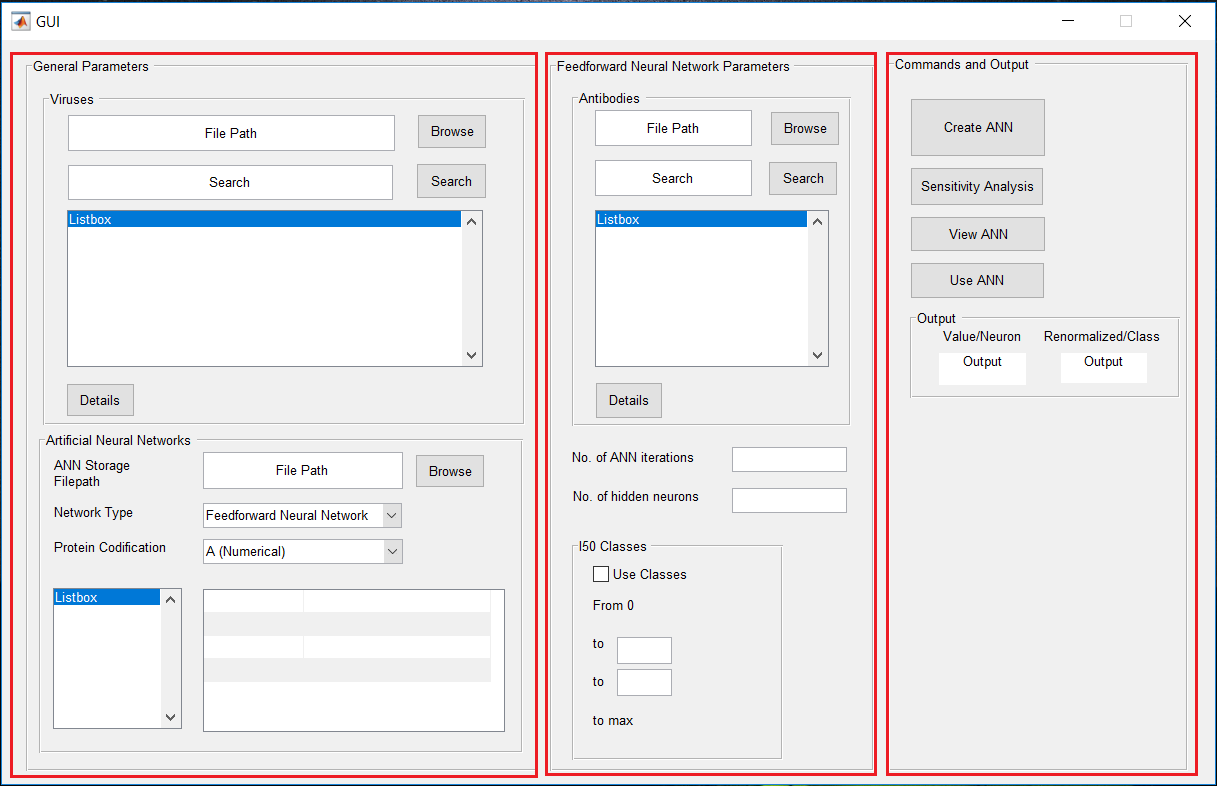 GUI
General Parameters
Viruses
File Path
Browse
Search
Search
Listbox
Details
Artificial Neural Networks
ANN Storage
Filepath
File Path
Browse
Network Type
Feedforward Neural Network
Protein Codification
A (Numerical)
Listbox
Feedforward Neural Network Parameters
Antibodies
File Path
Browse
Search
Search
Listbox
Details
No. of ANN iterations
No. of hidden neurons
I50 Classes
Use Classes
From 0
to
to
to max
Commands and Output
Create ANN
Sensitivity Analysis
View ANN
Use ANN
Output
Value/Neuron
Renormalized/Class
Output
Output